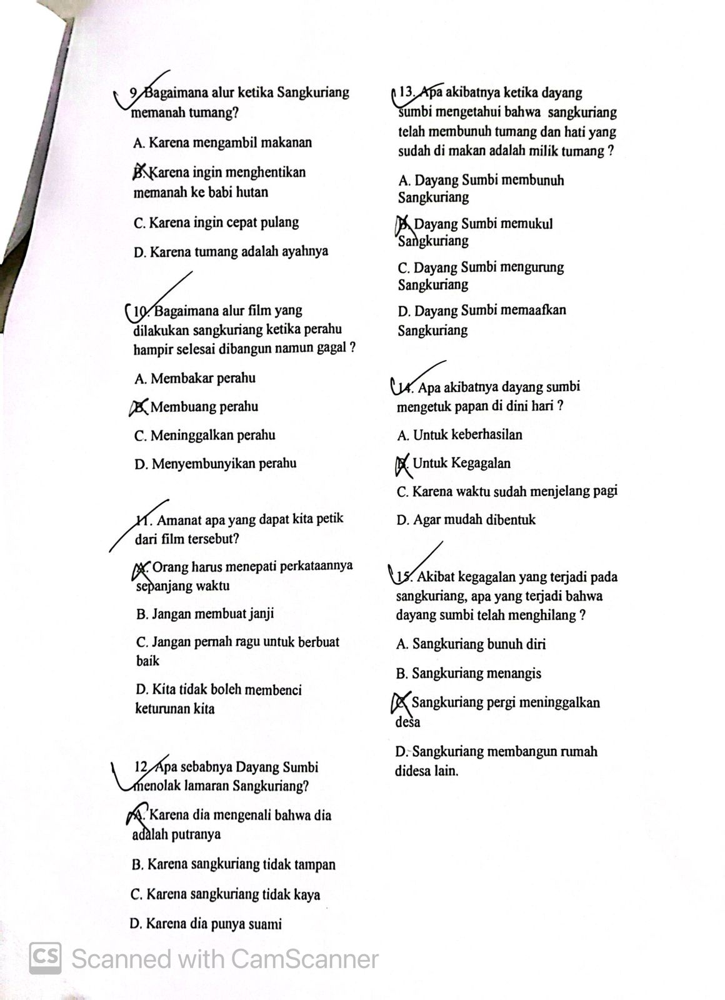 9. Bagaimana alur ketika Sangkuriang
memanah tumang?
A. Karena mengambil makanan
B. Karena ingin menghentikan
memanah ke babi hutan
C. Karena ingin cepat pulang
D. Karena tumang adalah ayahnya
10. Bagaimana alur film yang
dilakukan sangkuriang ketika perahu
hampir selesai dibangun namun gagal ?
A. Membakar perahu
B. Membuang perahu
C. Meninggalkan perahu
D. Menyembunyikan perahu
11. Amanat apa yang dapat kita petik
dari film tersebut?
A. Orang harus menepati perkataannya
sepanjang waktu
B. Jangan membuat janji
C. Jangan pernah ragu untuk berbuat
baik
D. Kita tidak boleh membenci
keturunan kita
12. Apa sebabnya Dayang Sumbi
menolak lamaran Sangkuriang?
A. Karena dia mengenali bahwa dia
adalah putranya
B. Karena sangkuriang tidak tampan
C. Karena sangkuriang tidak kaya
D. Karena dia punya suami
13. Apa akibatnya ketika dayang
sumbi mengetahui bahwa sangkuriang
telah membunuh tumang dan hati yang
sudah di makan adalah milik tumang ?
A. Dayang Sumbi membunuh
Sangkuriang
B. Dayang Sumbi memukul
Sangkuriang
C. Dayang Sumbi mengurung
Sangkuriang
D. Dayang Sumbi memaafkan
Sangkuriang
14. Apa akibatnya dayang sumbi
mengetuk papan di dini hari ?
A. Untuk keberhasilan
B. Untuk Kegagalan
C. Karena waktu sudah menjelang pagi
D. Agar mudah dibentuk
15. Akibat kegagalan yang terjadi pada
sangkuriang, apa yang terjadi bahwa
dayang sumbi telah menghilang ?
A. Sangkuriang bunuh diri
B. Sangkuriang menangis
C. Sangkuriang pergi meninggalkan
desa
D. Sangkuriang membangun rumah
didesa lain.
CS Scanned with CamScanner